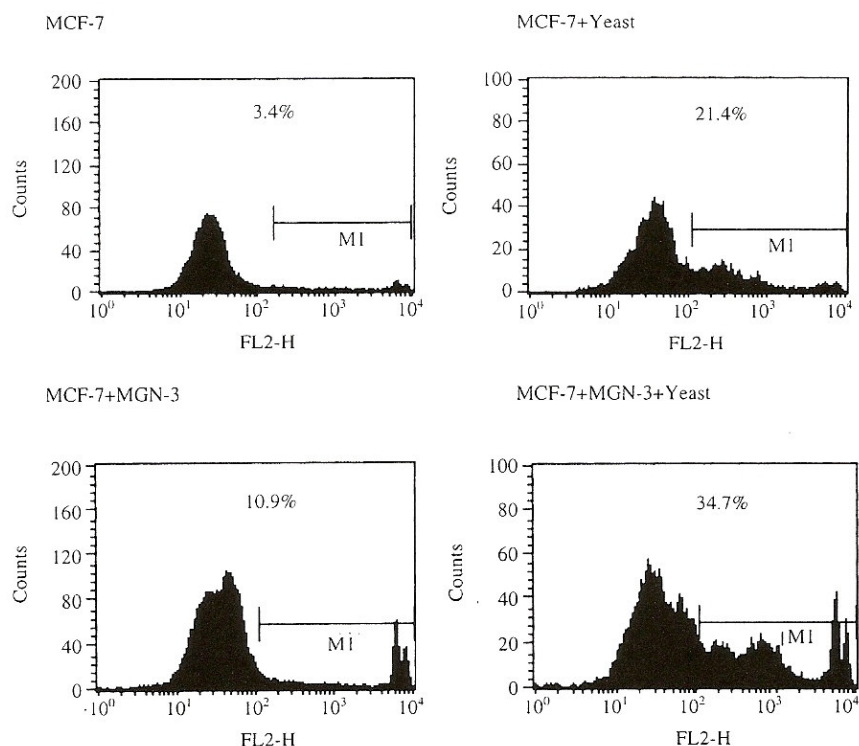 MCF-7
200
160
120
80
40
0
Counts
3.4%
M1
10^0 10^1 10^2 10^3 10^4
FL2-H
MCF-7+Yeast
100
80
60
40
20
0
Counts
21.4%
M1
10^0 10^1 10^2 10^3 10^4
FL2-H
MCF-7+MGN-3
200
160
120
80
40
0
Counts
10.9%
M1
10^0 10^1 10^2 10^3 10^4
FL2-H
MCF-7+MGN-3+Yeast
100
80
60
40
20
0
Counts
34.7%
M1
10^0 10^1 10^2 10^3 10^4
FL2-H